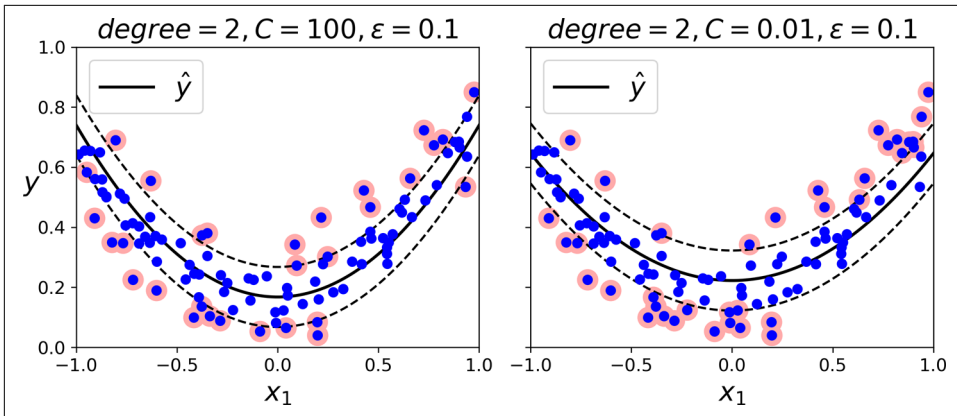 degree = 2, C = 100, ε = 0.1
1.0
0.8
0.6
0.4
0.2
0.0
y
ŷ
−1.0 −0.5 0.0 0.5 1.0
x₁
degree = 2, C = 0.01, ε = 0.1
ŷ
−1.0 −0.5 0.0 0.5 1.0
x₁